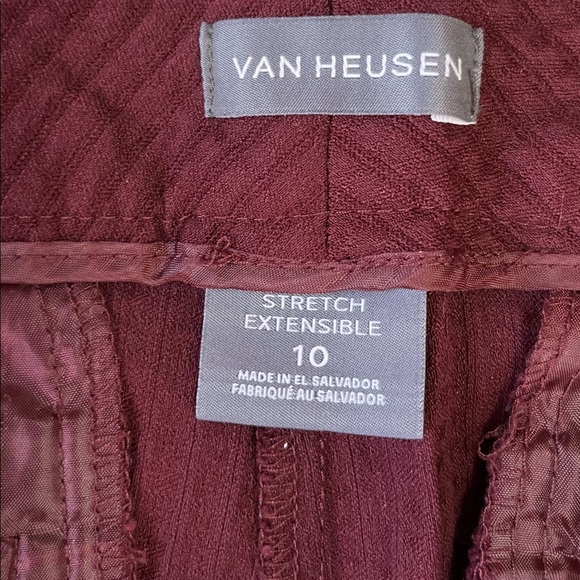 VAN HEUSEN
STRETCH
EXTENSIBLE
10
MADE IN EL SALVADOR
FABRIQUÉ AU SALVADOR